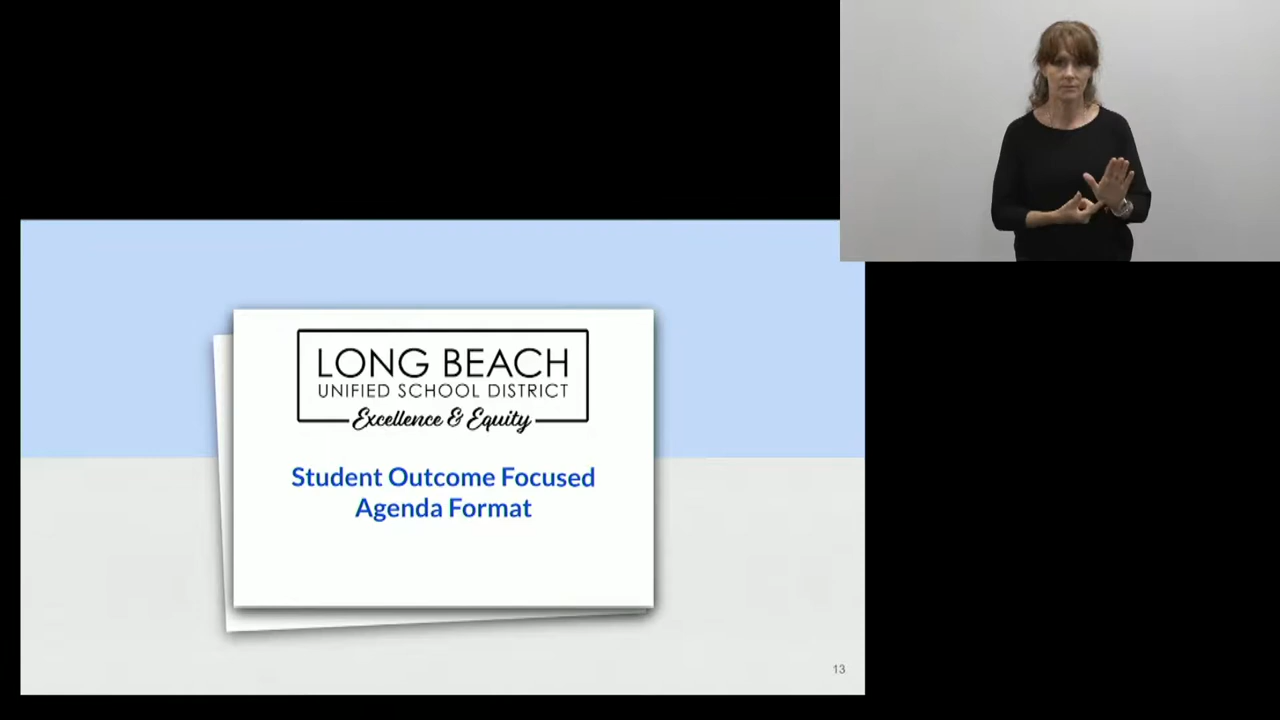 LONG BEACH
UNIFIED SCHOOL DISTRICT
Excellence & Equity
Student Outcome Focused
Agenda Format
13